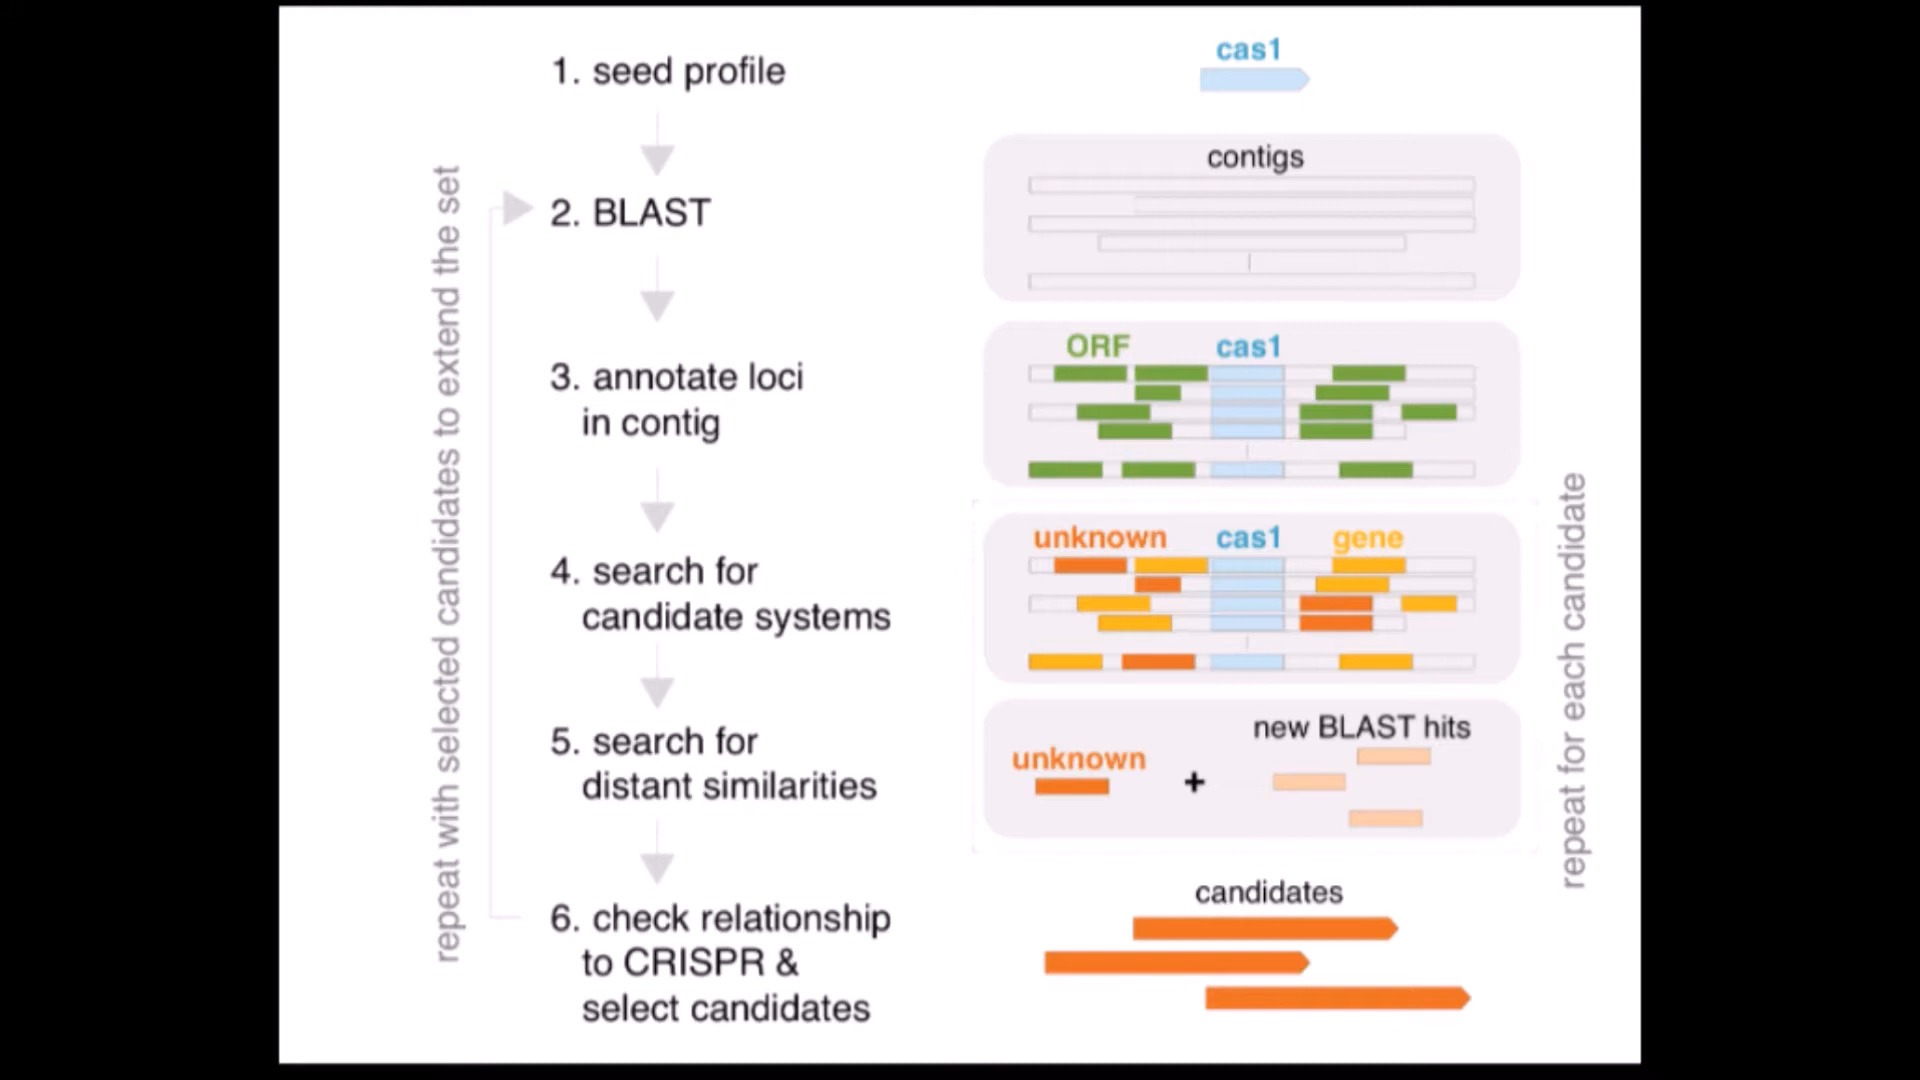 1. seed profile
cas1
contigs
2. BLAST
ORF
cas1
3. annotate loci
in contig
unknown
cas1
gene
4. search for
candidate systems
new BLAST hits
5. search for
distant similarities
unknown
+
candidates
6. check relationship
to CRISPR &
select candidates
repeat with selected candidates to extend the set
repeat for each candidate